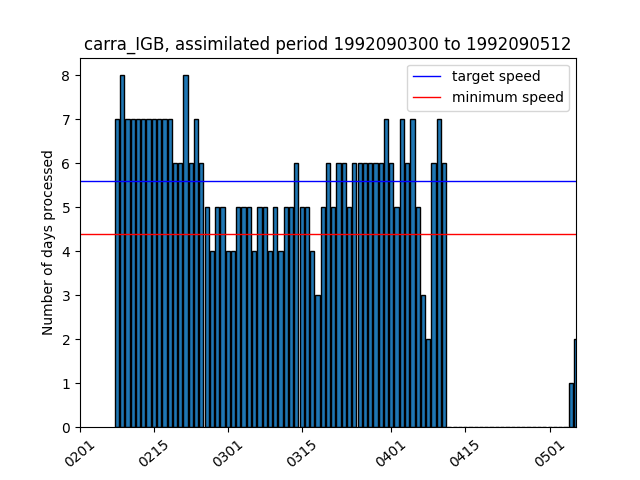 carra_IGB, assimilated period 1992090300 to 1992090512
target speed
minimum speed
Number of days processed
8
7
6
5
4
3
2
1
0
0201 0215 0301 0315 0401 0415 0501